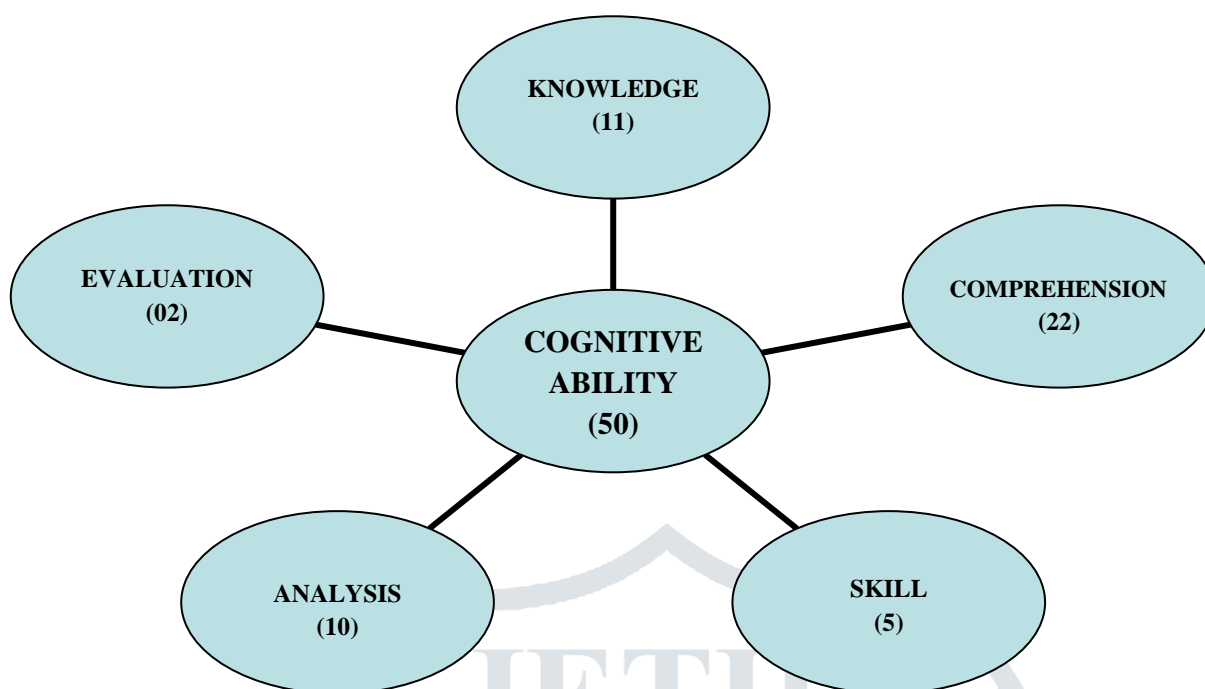 KNOWLEDGE
(11)
EVALUATION
(02)
COMPREHENSION
(22)
COGNITIVE
ABILITY
(50)
ANALYSIS
(10)
SKILL
(5)